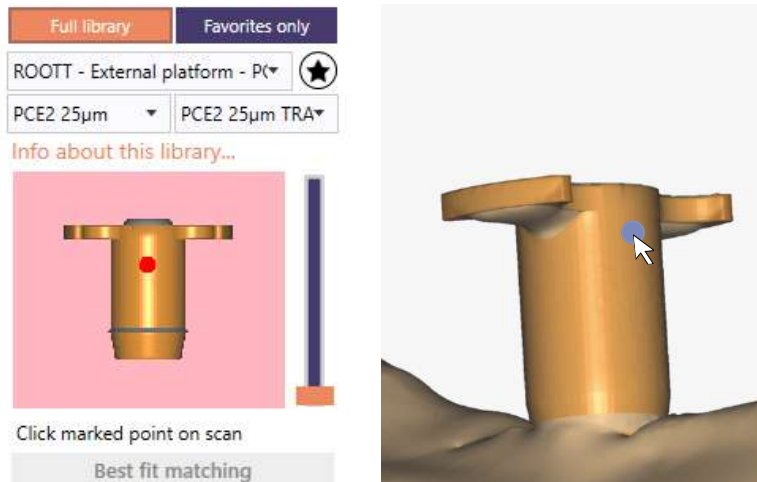 Full library
Favorites only
ROOTT - External platform - P(
PCE2 25µm
PCE2 25µm TRA
Info about this library...
Click marked point on scan
Best fit matching